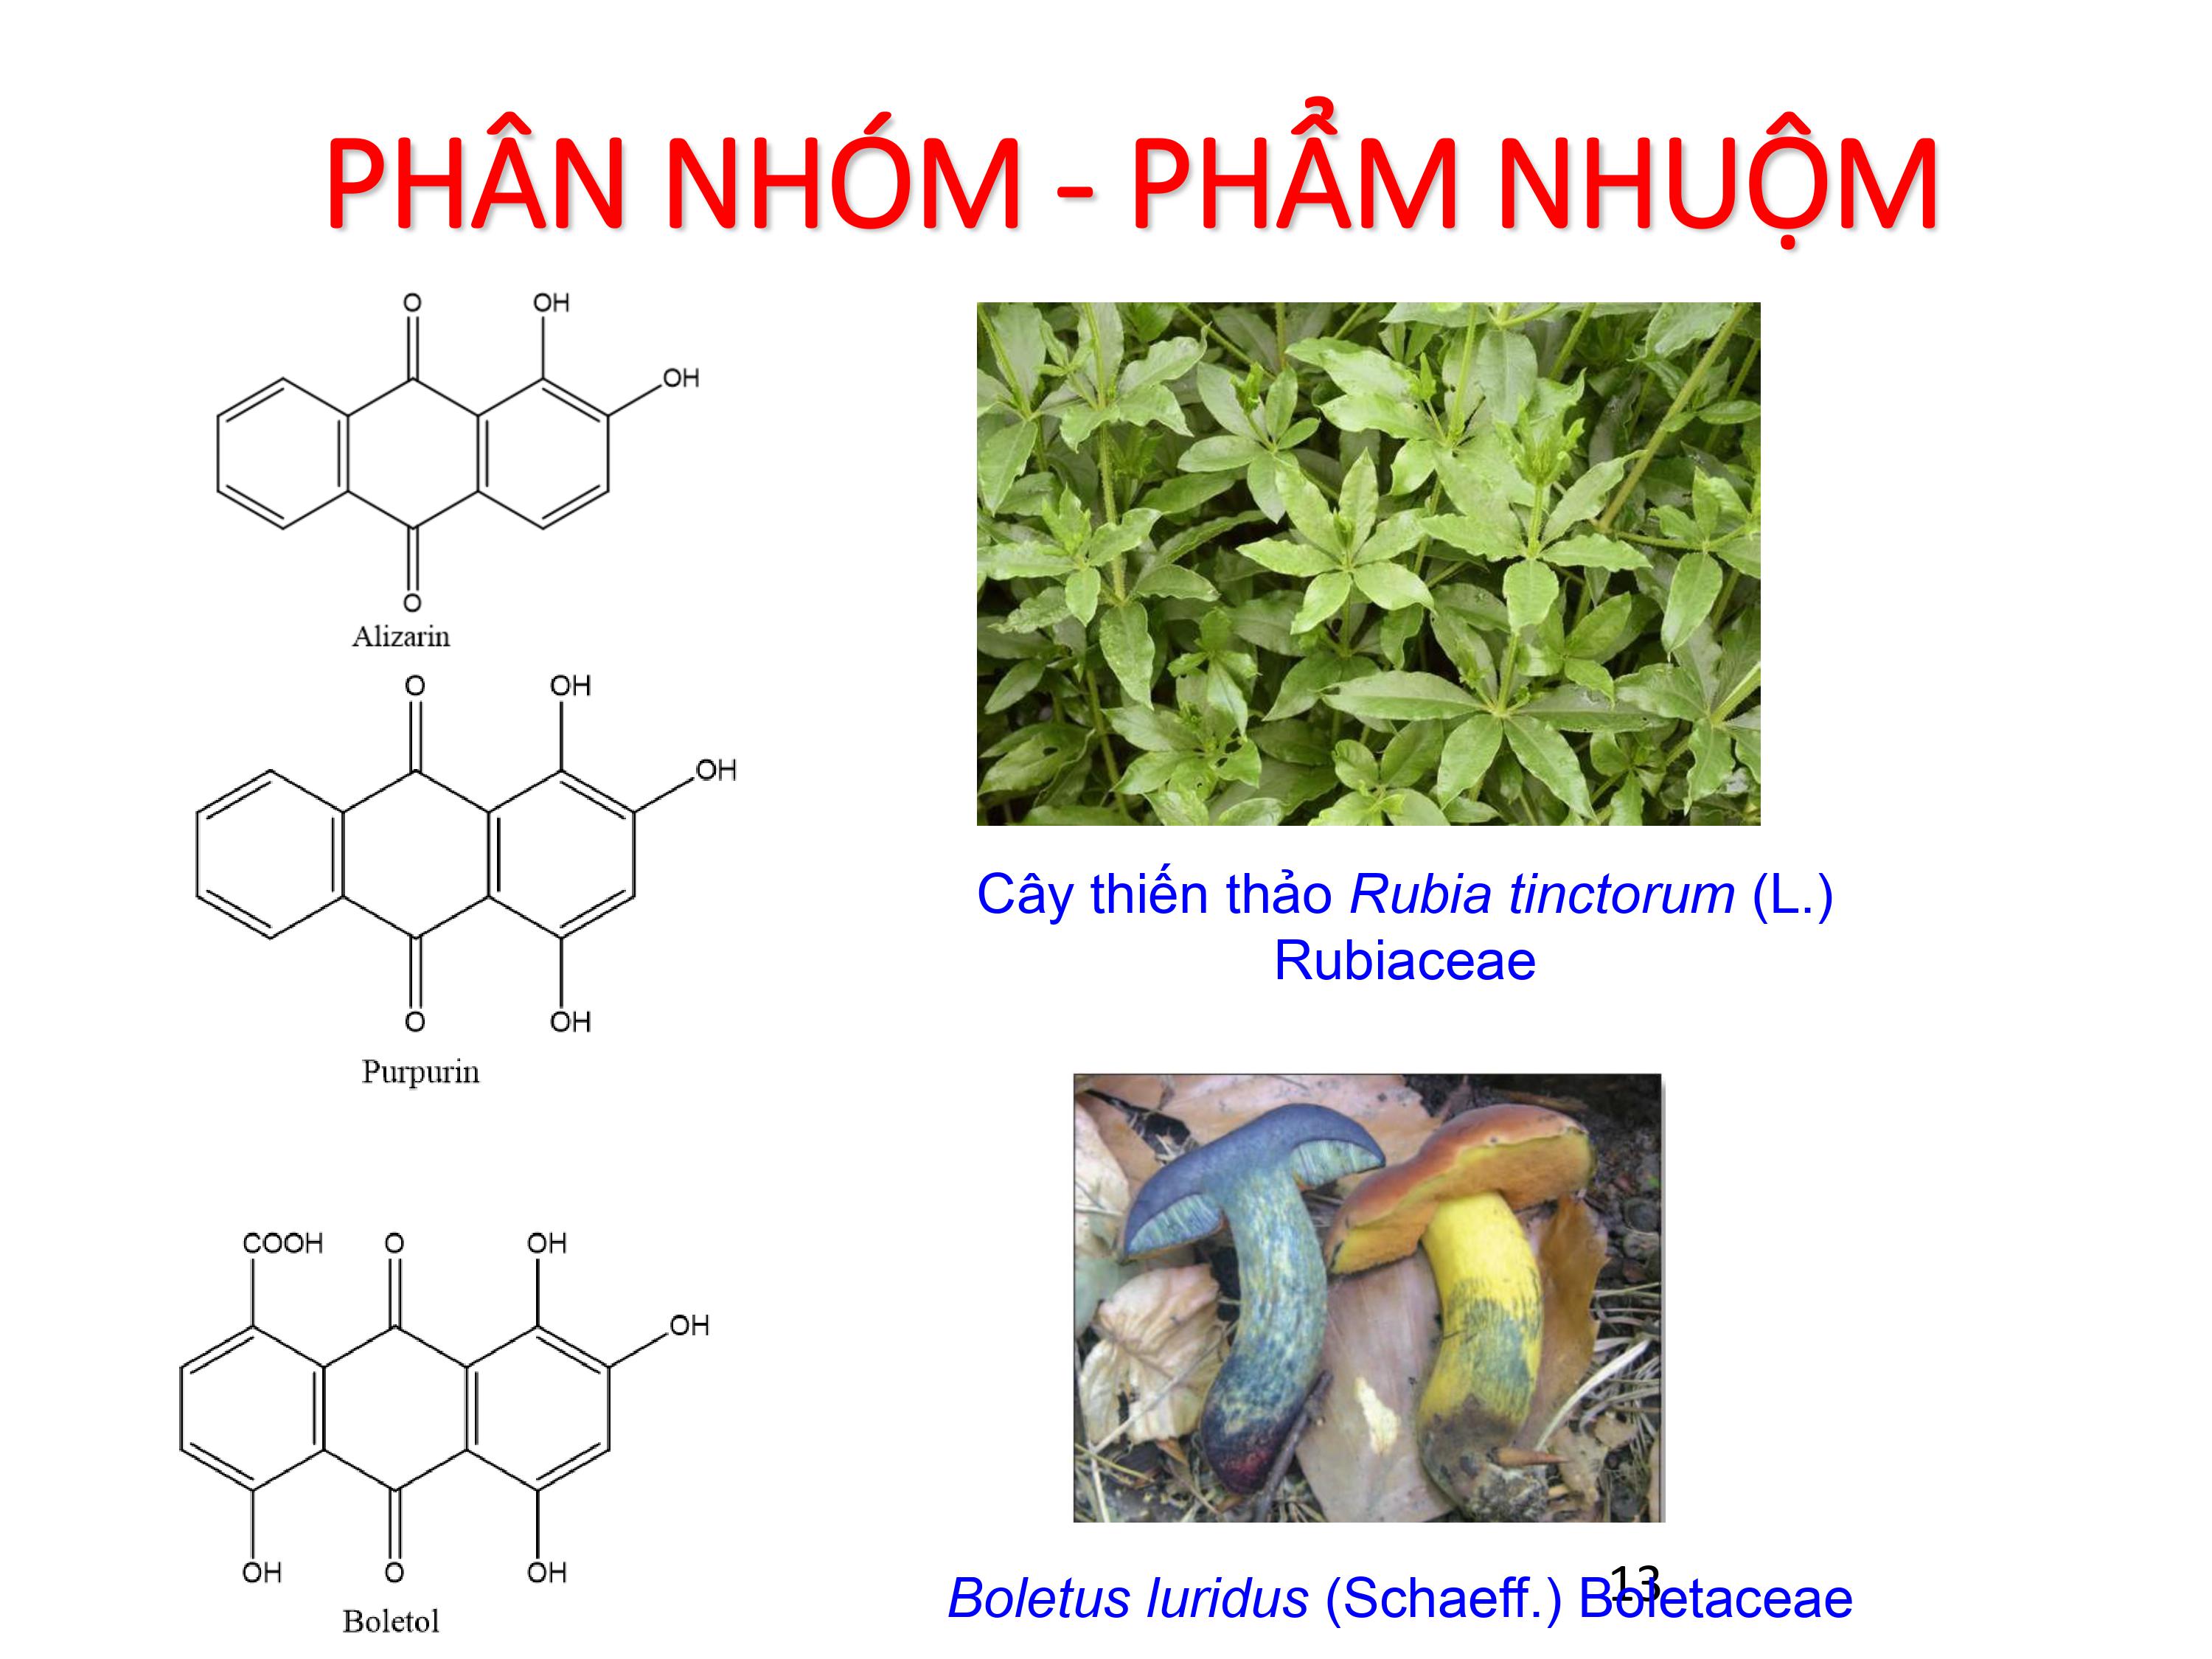 PHÂN NHÓM - PHẨM NHUỘM
O
OH
OH
O
Alizarin
O
OH
OH
O
OH
Purpurin
COOH
O
OH
OH
OH
O
OH
Boletol
Cây thiến thảo Rubia tinctorum (L.)
Rubiaceae
Boletus luridus (Schaeff.) Boletaceae
13